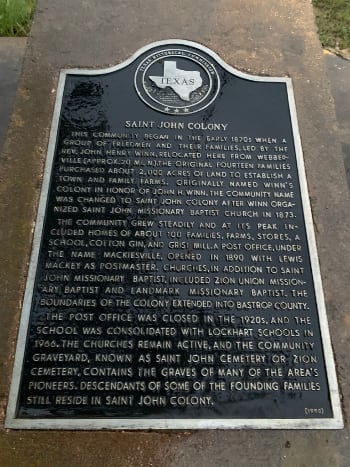 TEXAS HISTORICAL COMMISSION
TEXAS
SAINT JOHN COLONY
THIS COMMUNITY BEGAN IN THE EARLY 1870s WHEN A
GROUP OF FREEDMEN AND THEIR FAMILIES, LED BY THE
REV. JOHN HENRY WINN, RELOCATED HERE FROM WEBBER-
VILLE (APPROX. 20 MI. N). THE ORIGINAL FOURTEEN FAMILIES
PURCHASED ABOUT 2,000 ACRES OF LAND TO ESTABLISH A
TOWN AND FAMILY FARMS. ORIGINALLY NAMED WINN'S
COLONY IN HONOR OF JOHN H. WINN, THE COMMUNITY NAME
WAS CHANGED TO SAINT JOHN COLONY AFTER WINN ORGA-
NIZED SAINT JOHN MISSIONARY BAPTIST CHURCH IN 1873.
THE COMMUNITY GREW STEADILY AND AT ITS PEAK IN-
CLUDED HOMES OF ABOUT 100 FAMILIES, FARMS, STORES, A
SCHOOL, COTTON GIN, AND GRIST MILL. A POST OFFICE, UNDER
THE NAME MACKIESVILLE, OPENED IN 1890 WITH LEWIS
MACKEY AS POSTMASTER. CHURCHES, IN ADDITION TO SAINT
JOHN MISSIONARY BAPTIST, INCLUDED ZION UNION MISSION-
ARY BAPTIST AND LANDMARK MISSIONARY BAPTIST. THE
BOUNDARIES OF THE COLONY EXTENDED INTO BASTROP COUNTY.
THE POST OFFICE WAS CLOSED IN THE 1920s, AND THE
SCHOOL WAS CONSOLIDATED WITH LOCKHART SCHOOLS IN
1966. THE CHURCHES REMAIN ACTIVE, AND THE COMMUNITY
GRAVEYARD, KNOWN AS SAINT JOHN CEMETERY OR ZION
CEMETERY, CONTAINS THE GRAVES OF MANY OF THE AREA'S
PIONEERS. DESCENDANTS OF SOME OF THE FOUNDING FAMILIES
STILL RESIDE IN SAINT JOHN COLONY.
(1990)